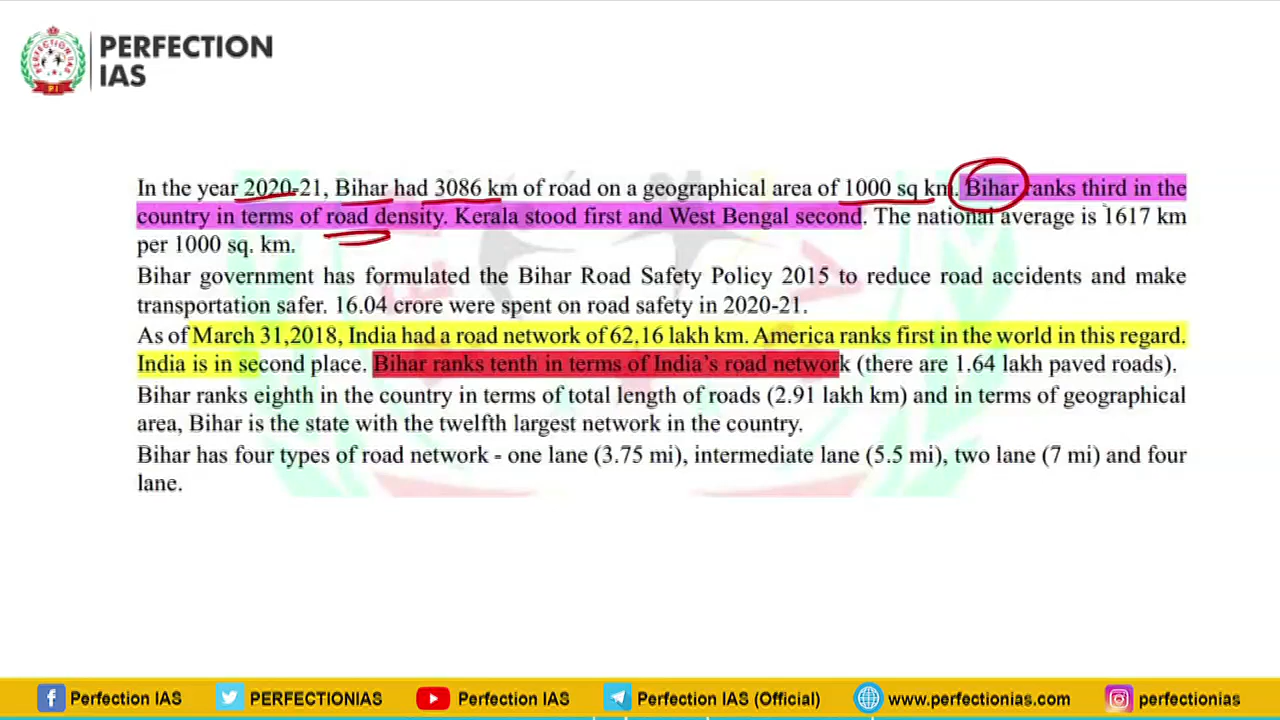 PERFECTION
IAS
In the year 2020-21, Bihar had 3086 km of road on a geographical area of 1000 sq km. Bihar ranks third in the
country in terms of road density. Kerala stood first and West Bengal second. The national average is 1617 km
per 1000 sq. km.
Bihar government has formulated the Bihar Road Safety Policy 2015 to reduce road accidents and make
transportation safer. 16.04 crore were spent on road safety in 2020-21.
As of March 31,2018, India had a road network of 62.16 lakh km. America ranks first in the world in this regard.
India is in second place. Bihar ranks tenth in terms of India's road network (there are 1.64 lakh paved roads).
Bihar ranks eighth in the country in terms of total length of roads (2.91 lakh km) and in terms of geographical
area, Bihar is the state with the twelfth largest network in the country.
Bihar has four types of road network - one lane (3.75 mi), intermediate lane (5.5 mi), two lane (7 mi) and four
lane.
Perfection IAS PERFECTIONIAS Perfection IAS Perfection IAS (Official) www.perfectionias.com perfectionias